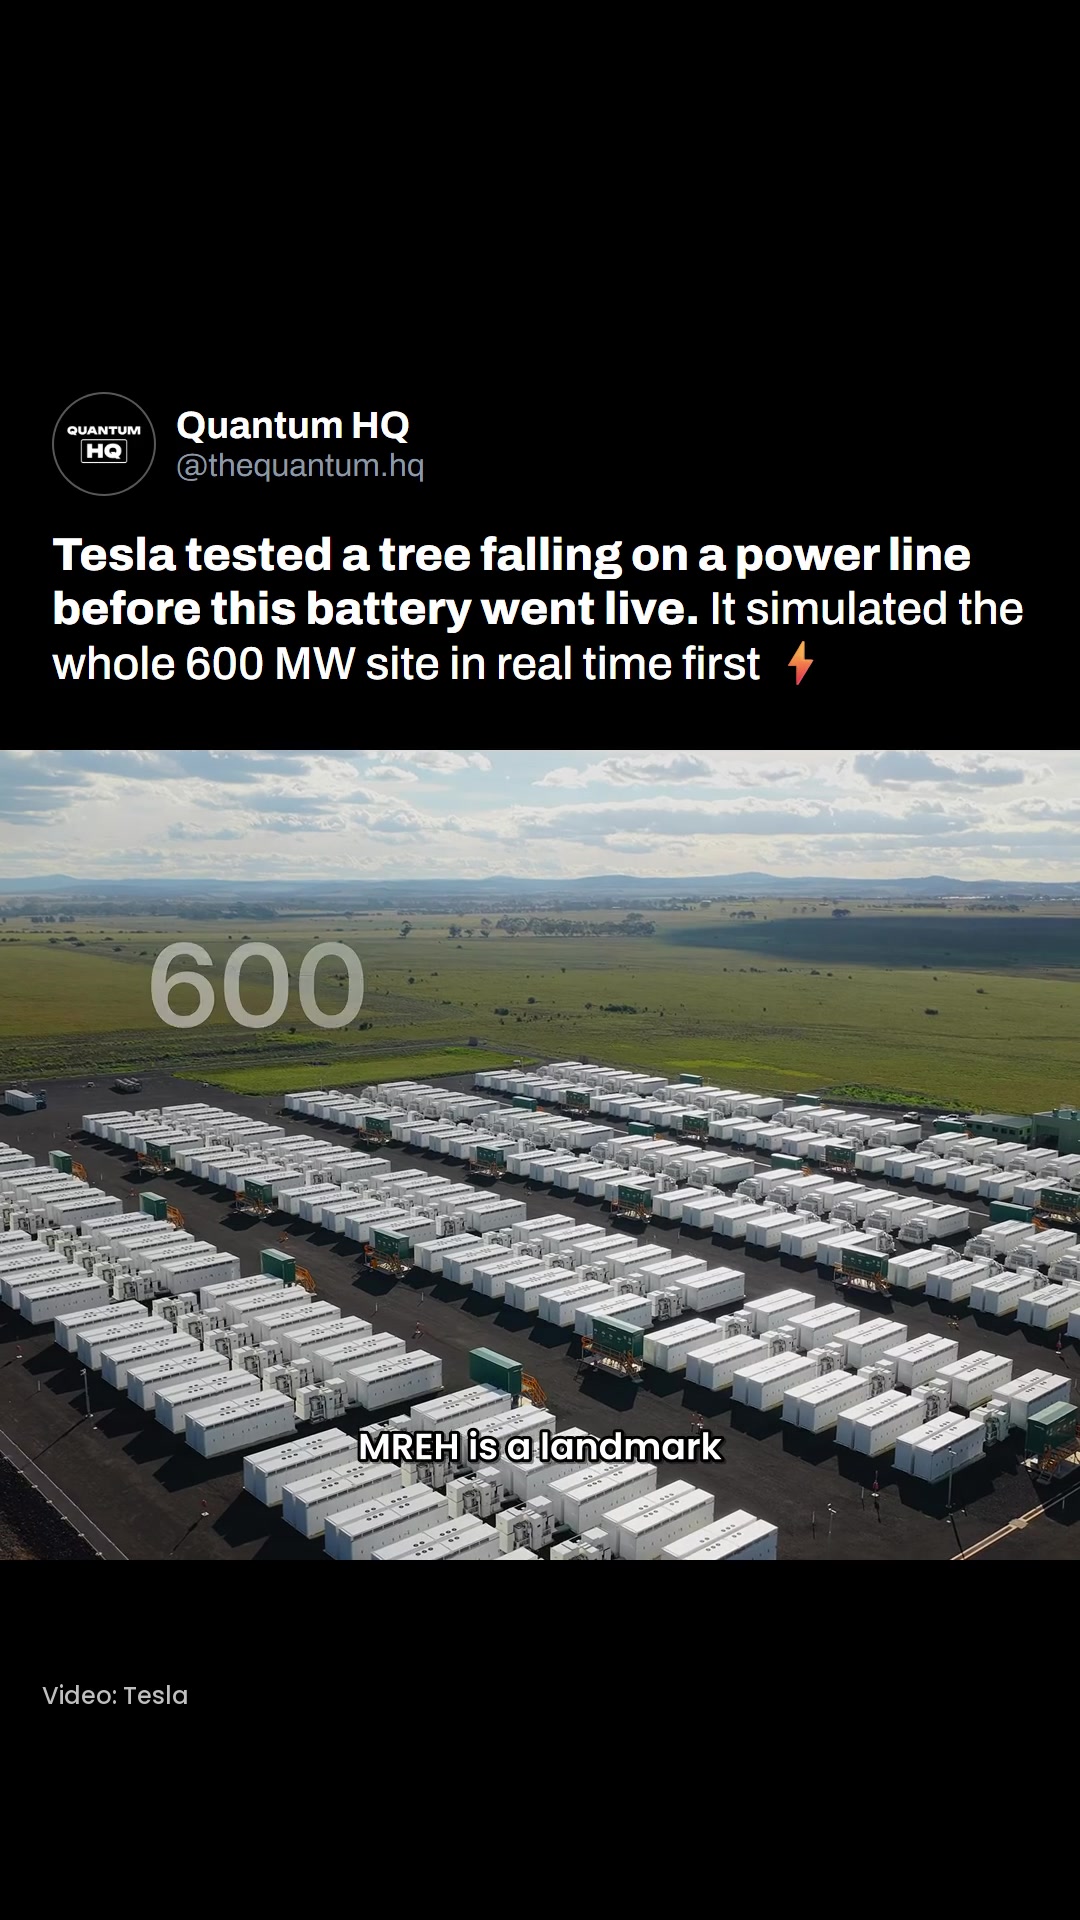 QUANTUM
HQ
Quantum HQ
@thequantum.hq
Tesla tested a tree falling on a power line
before this battery went live. It simulated the
whole 600 MW site in real time first ⚡
600
MREH is a landmark
Video: Tesla